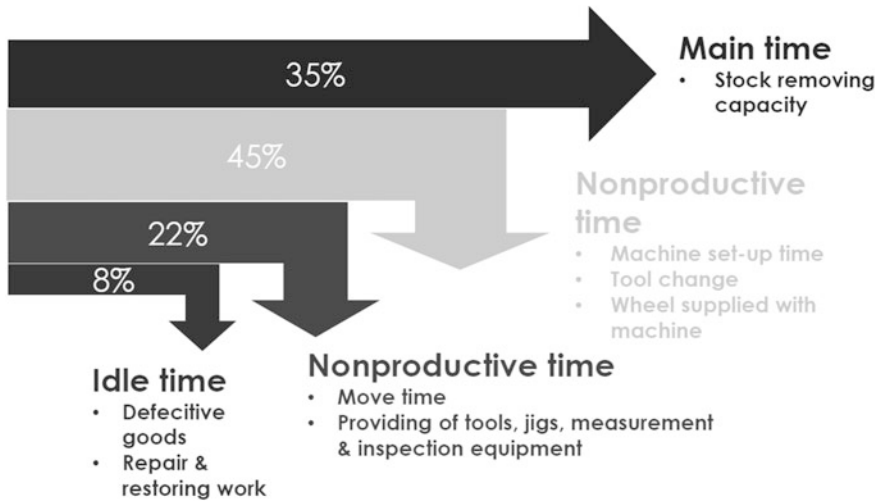 35%
Main time
• Stock removing
capacity
45%
Nonproductive
time
• Machine set-up time
• Tool change
• Wheel supplied with
machine
22%
8%
Idle time
• Defecitive
goods
• Repair &
restoring work
Nonproductive time
• Move time
• Providing of tools, jigs, measurement
& inspection equipment